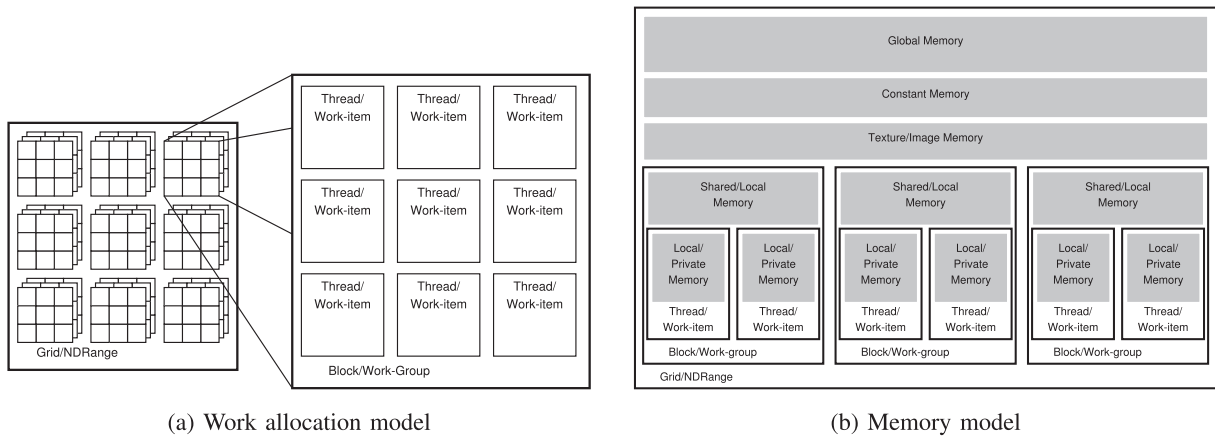 Thread/
Work-item
Thread/
Work-item
Thread/
Work-item
Thread/
Work-item
Thread/
Work-item
Thread/
Work-item
Thread/
Work-item
Thread/
Work-item
Thread/
Work-item
Grid/NDRange
Block/Work-Group
(a) Work allocation model
Global Memory
Constant Memory
Texture/Image Memory
Shared/Local
Memory
Local/
Private
Memory
Thread/
Work-item
Local/
Private
Memory
Thread/
Work-item
Block/Work-group
Shared/Local
Memory
Local/
Private
Memory
Thread/
Work-item
Local/
Private
Memory
Thread/
Work-item
Block/Work-group
Shared/Local
Memory
Local/
Private
Memory
Thread/
Work-item
Local/
Private
Memory
Thread/
Work-item
Block/Work-group
Grid/NDRange
(b) Memory model